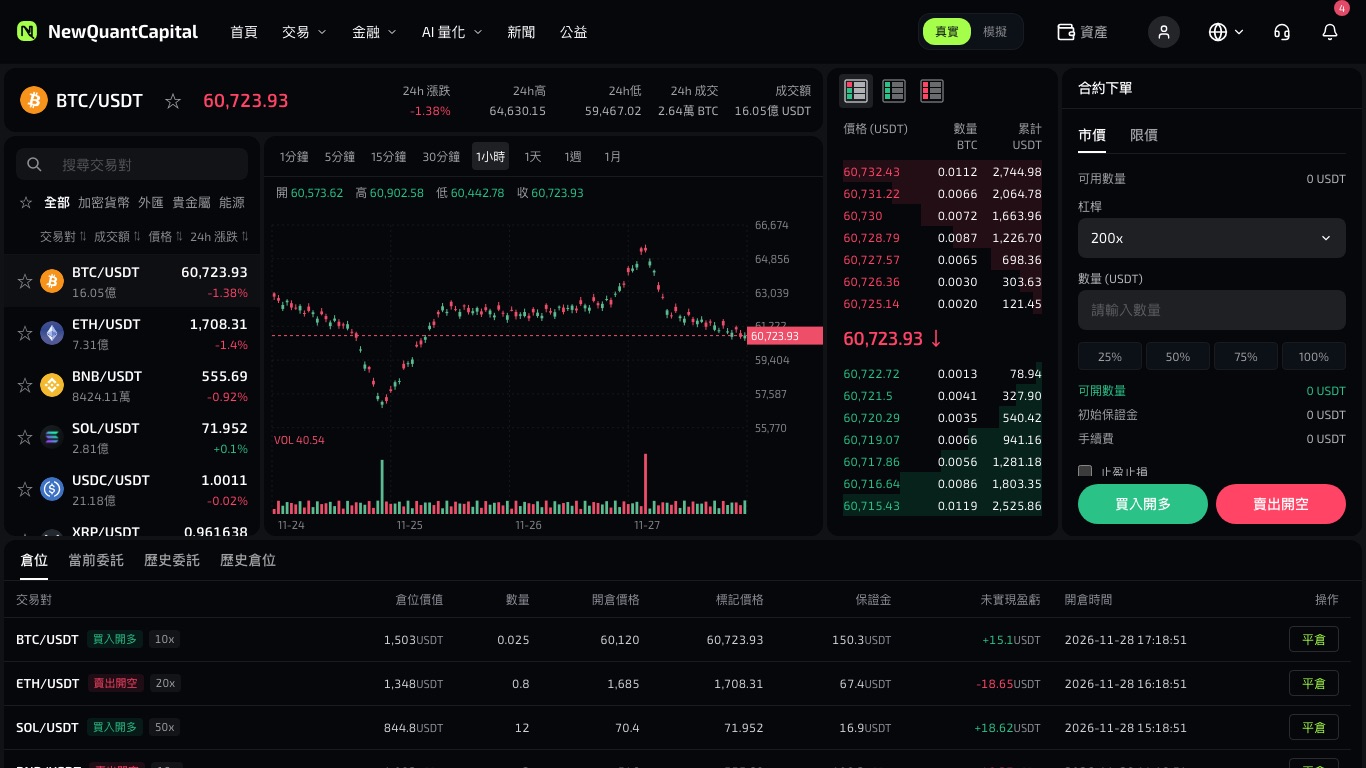 NewQuantCapital 首頁 交易 金融 AI 量化 新聞 公益 真實 模擬 資產 4
BTC/USDT 60,723.93
24h 漲跌 24h高 24h低 24h 成交 成交額
-1.38% 64,630.15 59,467.02 2.64萬 BTC 16.05億 USDT
搜尋交易對
全部 加密貨幣 外匯 貴金屬 能源
交易對 成交額 價格 24h 漲跌
BTC/USDT 60,723.93
16.05億 -1.38%
ETH/USDT 1,708.31
7.31億 -1.4%
BNB/USDT 555.69
8424.11萬 -0.92%
SOL/USDT 71.952
2.81億 +0.1%
USDC/USDT 1.0011
21.18億 -0.02%
XRP/USDT 0.961638
1分鐘 5分鐘 15分鐘 30分鐘 1小時 1天 1週 1月
開 60,573.62 高 60,902.58 低 60,442.78 收 60,723.93
66,674
64,856
63,039
60,723.93
59,404
57,587
55,770
VOL 40.54
11-24 11-25 11-26 11-27
價格 (USDT) 數量 累計
BTC USDT
60,732.43 0.0112 2,744.98
60,731.22 0.0066 2,064.78
60,730 0.0072 1,663.96
60,728.79 0.0087 1,226.70
60,727.57 0.0065 698.36
60,726.36 0.0030 303.63
60,725.14 0.0020 121.45
60,723.93 ↓
60,722.72 0.0013 78.94
60,721.5 0.0041 327.90
60,720.29 0.0035 540.42
60,719.07 0.0066 941.16
60,717.86 0.0056 1,281.18
60,716.64 0.0086 1,803.35
60,715.43 0.0119 2,525.86
合約下單
市價 限價
可用數量 0 USDT
槓桿
200x
數量 (USDT)
請輸入數量
25% 50% 75% 100%
可開數量 0 USDT
初始保證金 0 USDT
手續費 0 USDT
止盈止損
買入開多 賣出開空
倉位 當前委託 歷史委託 歷史倉位
交易對 倉位價值 數量 開倉價格 標記價格 保證金 未實現盈虧 開倉時間 操作
BTC/USDT 買入開多 10x 1,503USDT 0.025 60,120 60,723.93 150.3USDT +15.1USDT 2026-11-28 17:18:51 平倉
ETH/USDT 賣出開空 20x 1,348USDT 0.8 1,685 1,708.31 67.4USDT -18.65USDT 2026-11-28 16:18:51 平倉
SOL/USDT 買入開多 50x 844.8USDT 12 70.4 71.952 16.9USDT +18.62USDT 2026-11-28 15:18:51 平倉